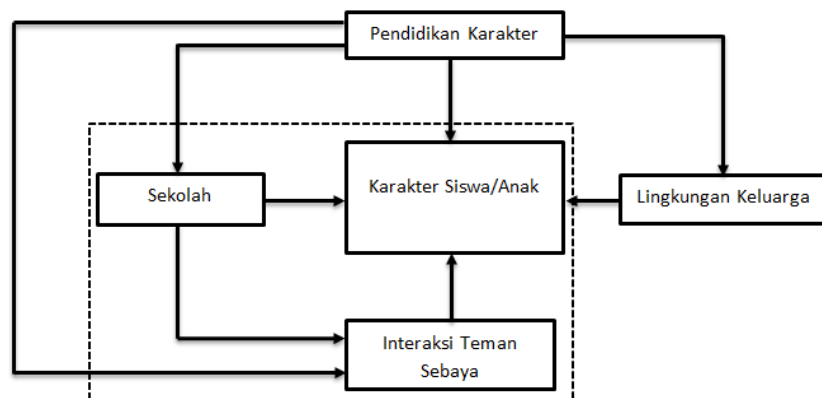 Pendidikan Karakter
Sekolah
Karakter Siswa/Anak
Lingkungan Keluarga
Interaksi Teman
Sebaya